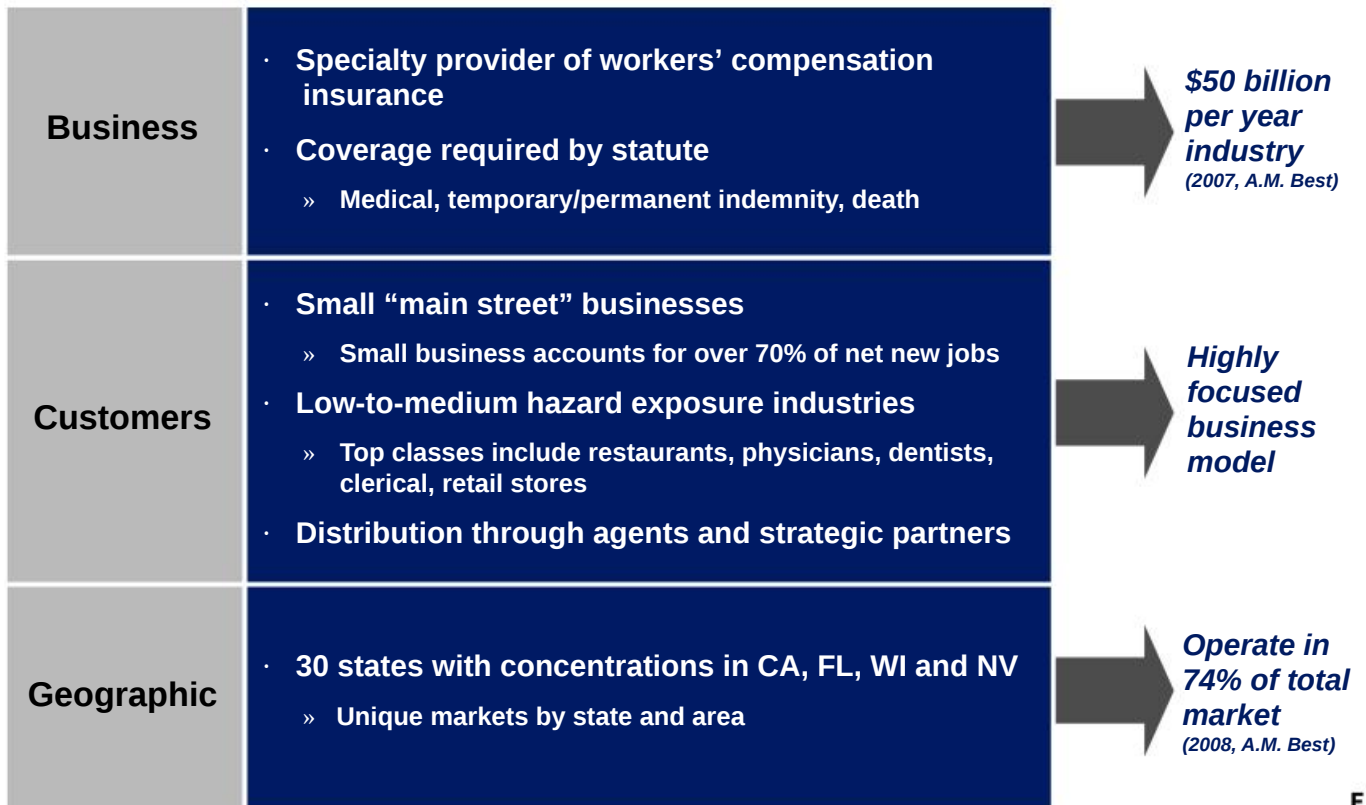 Business
· Specialty provider of workers’ compensation
insurance
· Coverage required by statute
» Medical, temporary/permanent indemnity, death
$50 billion
per year
industry
(2007, A.M. Best)
Customers
· Small “main street” businesses
» Small business accounts for over 70% of net new jobs
· Low-to-medium hazard exposure industries
» Top classes include restaurants, physicians, dentists,
clerical, retail stores
· Distribution through agents and strategic partners
Highly
focused
business
model
Geographic
· 30 states with concentrations in CA, FL, WI and NV
» Unique markets by state and area
Operate in
74% of total
market
(2008, A.M. Best)